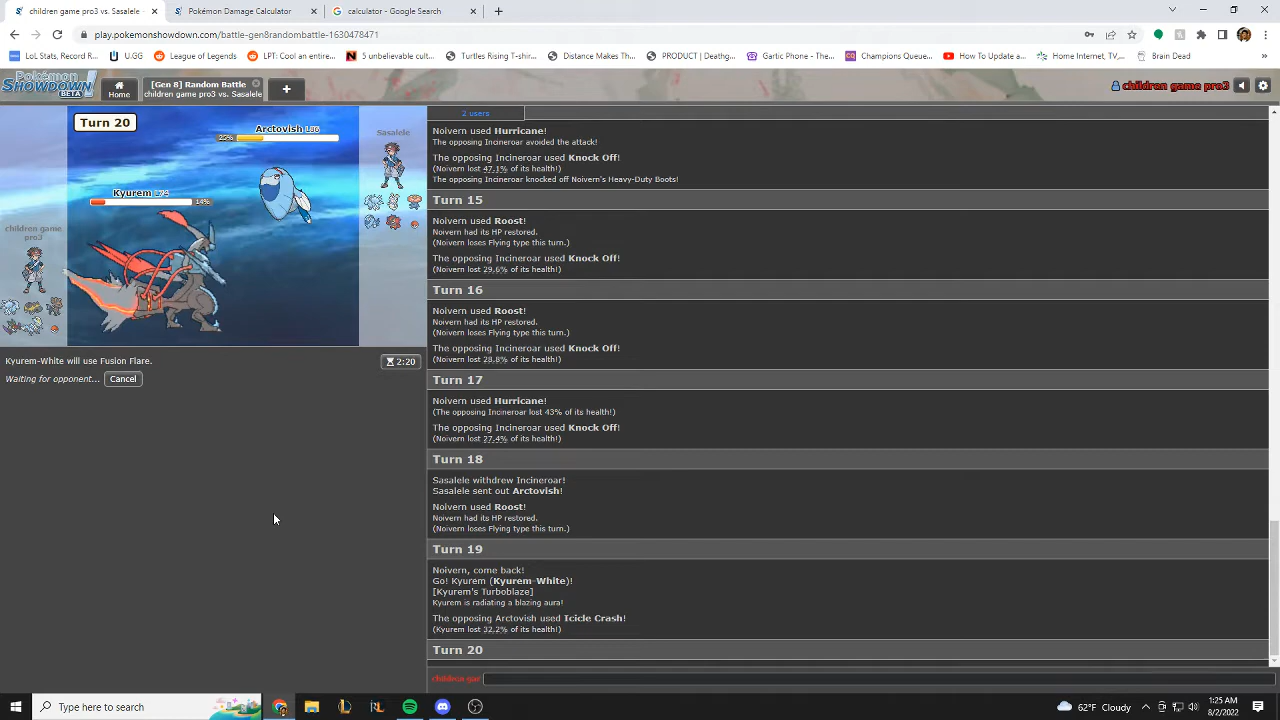 children game pro3 vs. Sasalele
Pokémon Damage Calculator
calculator - Google Search
play.pokemonshowdown.com/battle-gen8randombattle-1630478471
LoL Stats, Record R...
U.GG
League of Legends
LPT: Cool an entire...
5 unbelievable cult...
Turtles Rising T-shir...
Distance Makes The...
PRODUCT | Deathg...
Gartic Phone - The...
Champions Queue...
How To Update a...
Home Internet, TV,...
Brain Dead
Pokémon
SHOWDOWN
BETA
Home
[Gen 8] Random Battle
children game pro3 vs. Sasalele
children game pro3
2 users
Turn 20
Arctovish L86
25%
Kyurem L74
14%
Sasalele
children game
pro3
Kyurem-White will use Fusion Flare.
2:20
Waiting for opponent...
Cancel
Noivern used Hurricane!
The opposing Incineroar avoided the attack!
The opposing Incineroar used Knock Off!
(Noivern lost 47.1% of its health!)
The opposing Incineroar knocked off Noivern's Heavy-Duty Boots!
Turn 15
Noivern used Roost!
Noivern had its HP restored.
(Noivern loses Flying type this turn.)
The opposing Incineroar used Knock Off!
(Noivern lost 29.6% of its health!)
Turn 16
Noivern used Roost!
Noivern had its HP restored.
(Noivern loses Flying type this turn.)
The opposing Incineroar used Knock Off!
(Noivern lost 28.8% of its health!)
Turn 17
Noivern used Hurricane!
(The opposing Incineroar lost 43% of its health!)
The opposing Incineroar used Knock Off!
(Noivern lost 27.4% of its health!)
Turn 18
Sasalele withdrew Incineroar!
Sasalele sent out Arctovish!
Noivern used Roost!
Noivern had its HP restored.
(Noivern loses Flying type this turn.)
Turn 19
Noivern, come back!
Go! Kyurem (Kyurem-White)!
[Kyurem's Turboblaze]
Kyurem is radiating a blazing aura!
The opposing Arctovish used Icicle Crash!
(Kyurem lost 32.2% of its health!)
Turn 20
children gar
Type here to search
62°F Cloudy
1:25 AM
8/2/2022